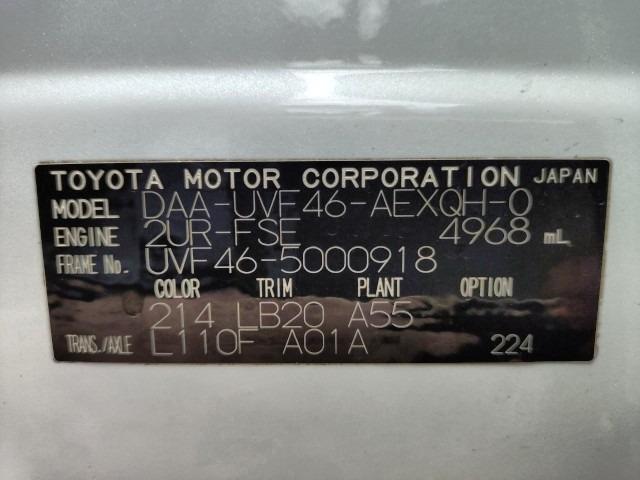 TOYOTA MOTOR CORPORATION JAPAN
MODEL DAA-UVF46-AEXQH-0
ENGINE 2UR-FSE 4968 mL
FRAME No. UVF46-5000918
COLOR TRIM PLANT OPTION
214 LB20 A55
TRANS./AXLE L110F A01A 224